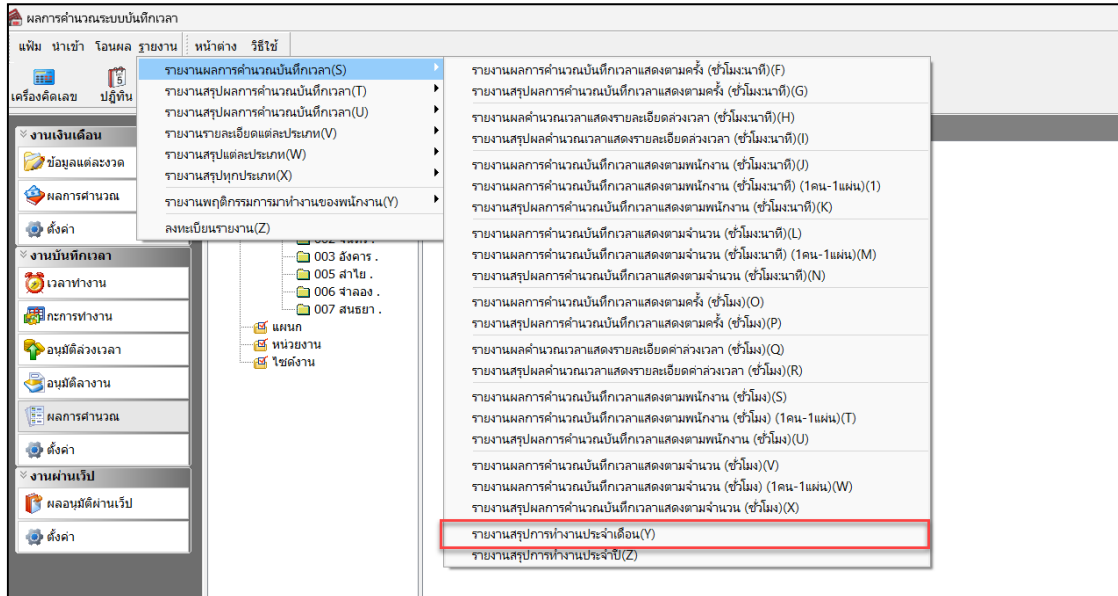 ผลการคำนวณระบบบันทึกเวลา
แฟ้ม นำเข้า โอนผล รายงาน หน้าต่าง วิธีใช้
เครื่องคิดเลข ปฏิทิน
รายงานผลการคำนวณบันทึกเวลา(S)
รายงานสรุปผลการคำนวณบันทึกเวลา(T)
รายงานสรุปผลการคำนวณบันทึกเวลา(U)
รายงานรายละเอียดแต่ละประเภท(V)
รายงานสรุปแต่ละประเภท(W)
รายงานสรุปทุกประเภท(X)
รายงานพฤติกรรมการมาทำงานของพนักงาน(Y)
ลงทะเบียนรายงาน(Z)
รายงานผลการคำนวณบันทึกเวลาแสดงตามครั้ง (ชั่วโมง:นาที)(F)
รายงานสรุปผลการคำนวณบันทึกเวลาแสดงตามครั้ง (ชั่วโมง:นาที)(G)
รายงานผลคำนวณเวลาแสดงรายละเอียดล่วงเวลา (ชั่วโมง:นาที)(H)
รายงานสรุปผลคำนวณเวลาแสดงรายละเอียดล่วงเวลา (ชั่วโมง:นาที)(I)
รายงานผลการคำนวณบันทึกเวลาแสดงตามพนักงาน (ชั่วโมง:นาที)(J)
รายงานผลการคำนวณบันทึกเวลาแสดงตามพนักงาน (ชั่วโมง:นาที) (1คน-1แผ่น)(1)
รายงานสรุปผลการคำนวณบันทึกเวลาแสดงตามพนักงาน (ชั่วโมง:นาที)(K)
รายงานผลการคำนวณบันทึกเวลาแสดงตามจำนวน (ชั่วโมง:นาที)(L)
รายงานผลการคำนวณบันทึกเวลาแสดงตามจำนวน (ชั่วโมง:นาที) (1คน-1แผ่น)(M)
รายงานสรุปผลการคำนวณบันทึกเวลาแสดงตามจำนวน (ชั่วโมง:นาที)(N)
รายงานผลการคำนวณบันทึกเวลาแสดงตามครั้ง (ชั่วโมง)(O)
รายงานสรุปผลการคำนวณบันทึกเวลาแสดงตามครั้ง (ชั่วโมง)(P)
รายงานผลคำนวณเวลาแสดงรายละเอียดค่าล่วงเวลา (ชั่วโมง)(Q)
รายงานสรุปผลคำนวณเวลาแสดงรายละเอียดค่าล่วงเวลา (ชั่วโมง)(R)
รายงานผลการคำนวณบันทึกเวลาแสดงตามพนักงาน (ชั่วโมง)(S)
รายงานผลการคำนวณบันทึกเวลาแสดงตามพนักงาน (ชั่วโมง) (1คน-1แผ่น)(T)
รายงานสรุปผลการคำนวณบันทึกเวลาแสดงตามพนักงาน (ชั่วโมง)(U)
รายงานผลการคำนวณบันทึกเวลาแสดงตามจำนวน (ชั่วโมง)(V)
รายงานผลการคำนวณบันทึกเวลาแสดงตามจำนวน (ชั่วโมง) (1คน-1แผ่น)(W)
รายงานสรุปผลการคำนวณบันทึกเวลาแสดงตามจำนวน (ชั่วโมง)(X)
รายงานสรุปการทำงานประจำเดือน(Y)
รายงานสรุปการทำงานประจำปี(Z)
งานเงินเดือน
ข้อมูลแต่ละงวด
ผลการคำนวณ
ตั้งค่า
งานบันทึกเวลา
เวลาทำงาน
กะการทำงาน
อนุมัติล่วงเวลา
อนุมัติลางาน
ผลการคำนวณ
ตั้งค่า
งานผ่านเว็ป
ผลอนุมัติผ่านเว็ป
ตั้งค่า
003 อังคาร .
005 สายใย .
006 จำลอง .
007 สนธยา .
แผนก
หน่วยงาน
ไซต์งาน